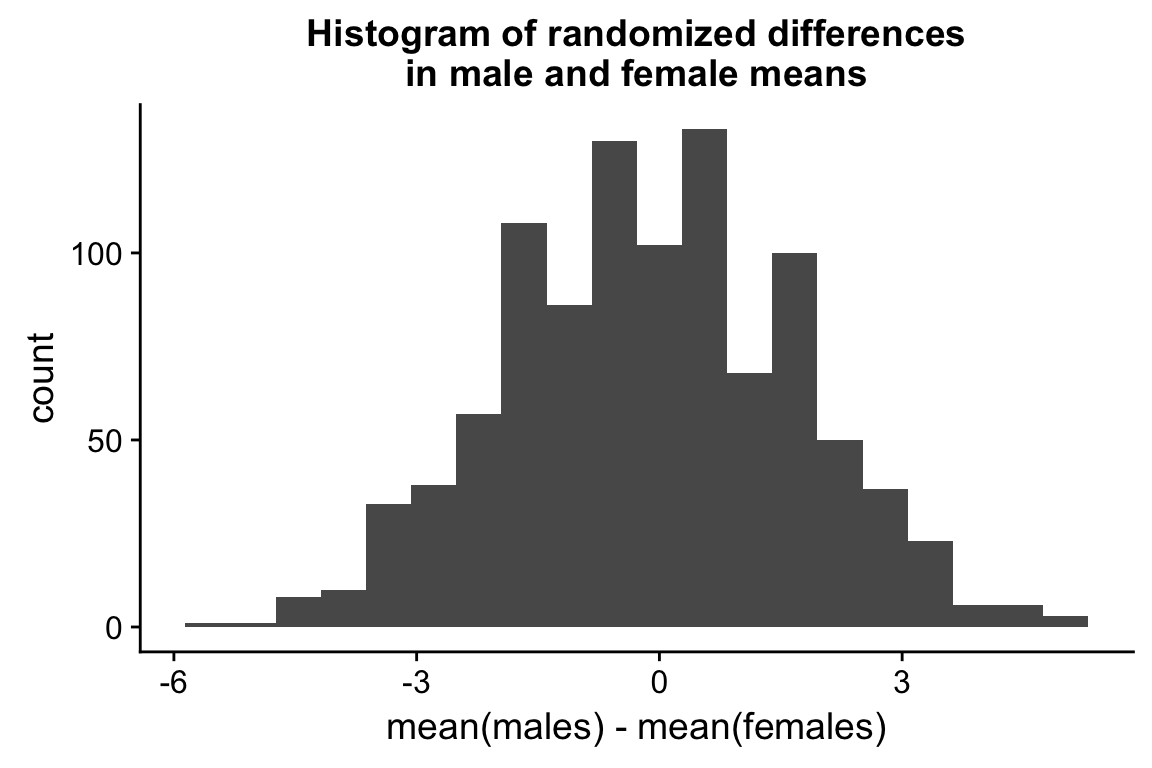 Histogram of randomized differences
in male and female means
count
100
50
0
-6 -3 0 3
mean(males) - mean(females)